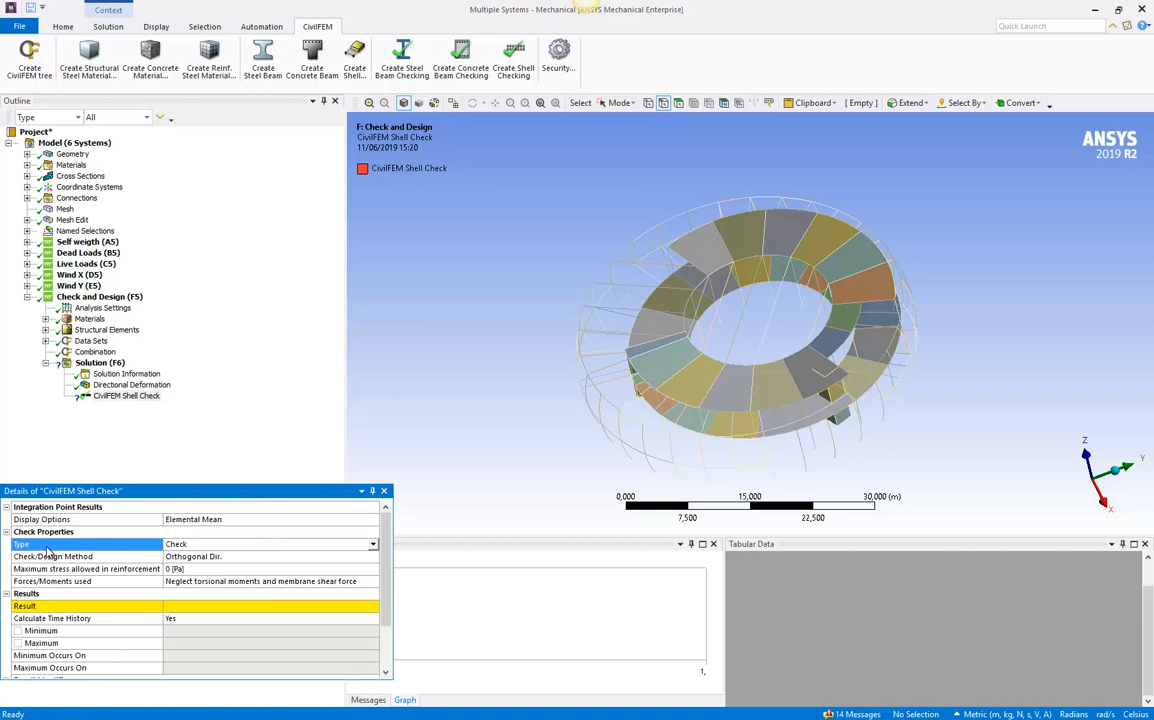 Context
Multiple Systems - Mechanical [ANSYS Mechanical Enterprise]
File Home Solution Display Selection Automation CivilFEM
Quick Launch
Create CivilFEM tree
Create Structural Steel Material...
Create Concrete Material...
Create Reinf. Steel Material...
Create Steel Beam
Create Concrete Beam
Create Shell...
Create Steel Beam Checking
Create Concrete Beam Checking
Create Shell Checking
Security...
Outline
Select Mode Clipboard [ Empty ] Extend Select By Convert
Type All
Project*
Model (6 Systems)
Geometry
Materials
Cross Sections
Coordinate Systems
Connections
Mesh
Mesh Edit
Named Selections
Self weigth (A5)
Dead Loads (B5)
Live Loads (C5)
Wind X (D5)
Wind Y (E5)
Check and Design (F5)
Analysis Settings
Materials
Structural Elements
Data Sets
Combination
Solution (F6)
Solution Information
Directional Deformation
CivilFEM Shell Check
F: Check and Design
CivilFEM Shell Check
11/06/2019 15:20
CivilFEM Shell Check
ANSYS
2019 R2
Z
Y
X
0,000 15,000 30,000 (m)
7,500 22,500
Details of "CivilFEM Shell Check"
Integration Point Results
Display Options Elemental Mean
Check Properties
Type Check
Check/Design Method Orthogonal Dir.
Maximum stress allowed in reinforcement 0 [Pa]
Forces/Moments used Neglect torsional moments and membrane shear force
Results
Result
Calculate Time History Yes
Minimum
Maximum
Minimum Occurs On
Maximum Occurs On
Tabular Data
1,
Messages Graph
Ready
14 Messages No Selection Metric (m, kg, N, s, V, A) Radians rad/s Celsius